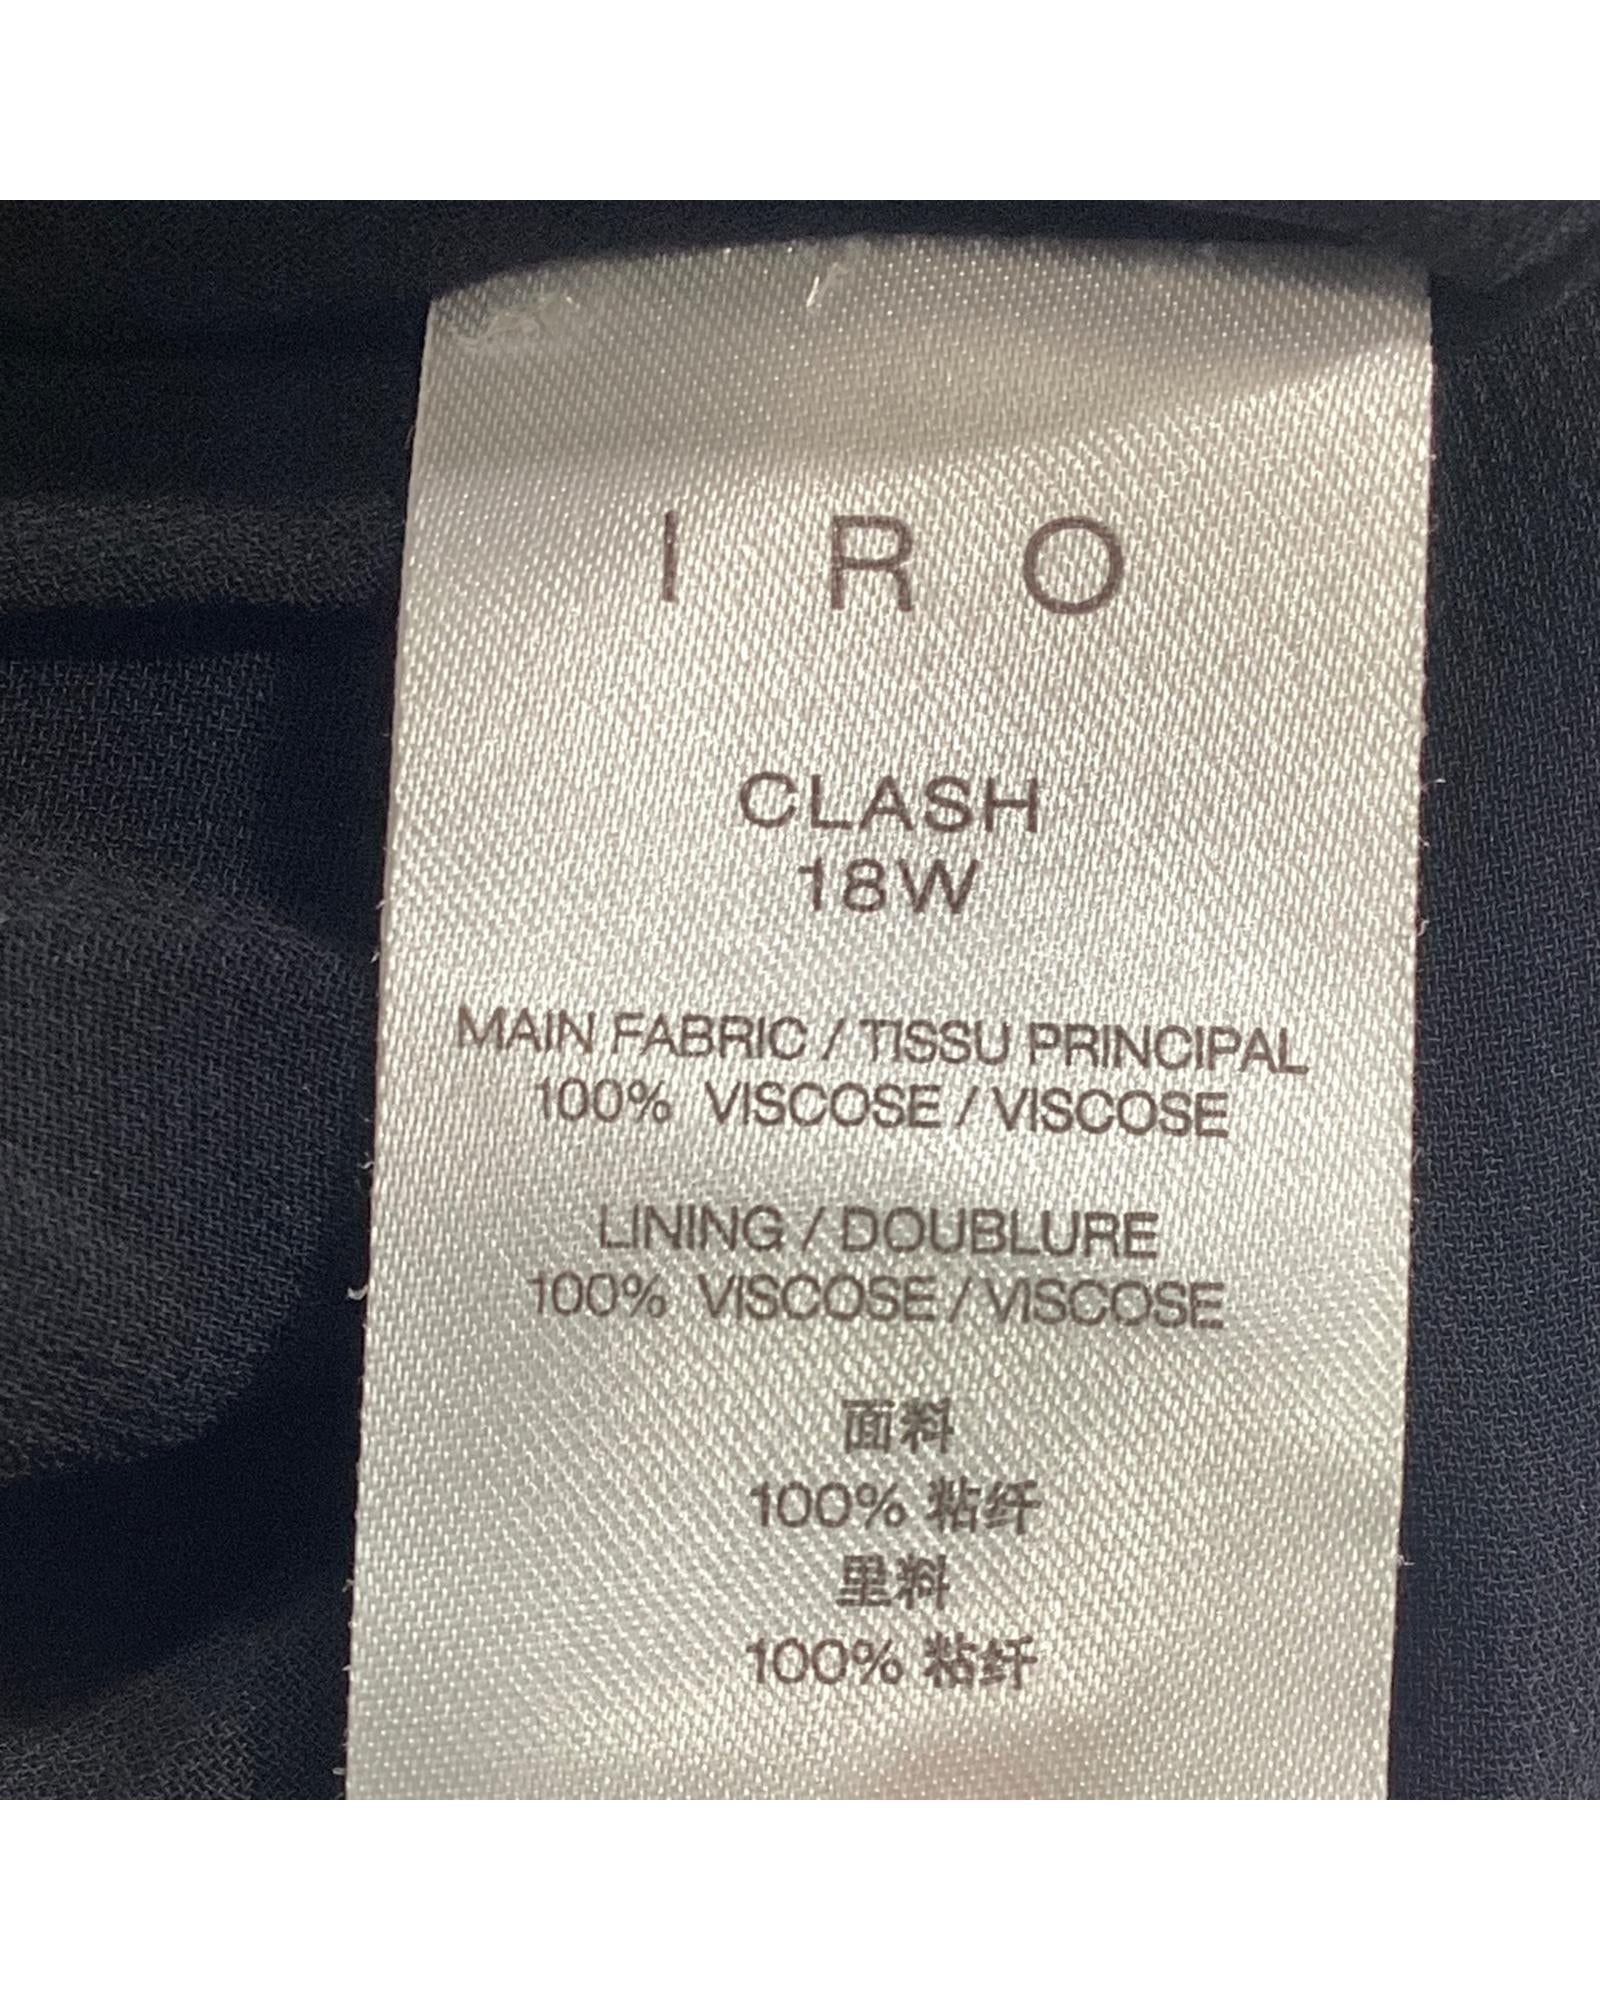 I R O
CLASH
18W
MAIN FABRIC / TISSU PRINCIPAL
100% VISCOSE / VISCOSE
LINING / DOUBLURE
100% VISCOSE / VISCOSE
面料
100% 粘纤
里料
100% 粘纤